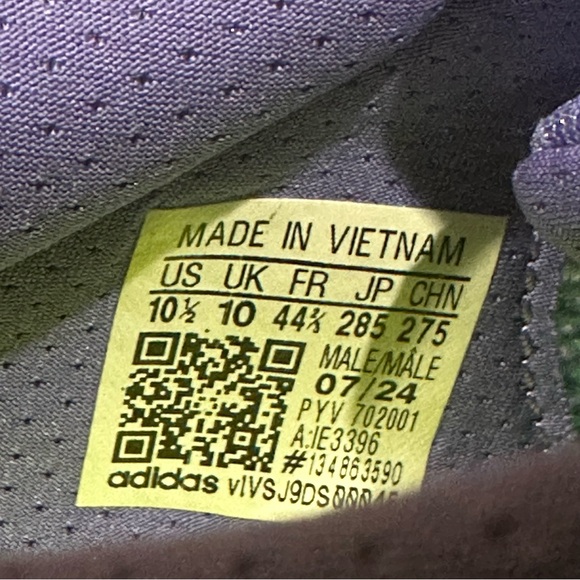 MADE IN VIETNAM
US UK FR JP CHN
10½ 10 44⅔ 285 275
MALE/MÂLE
07/24
PYV 702001
A:IE3396
#134863590
adidas